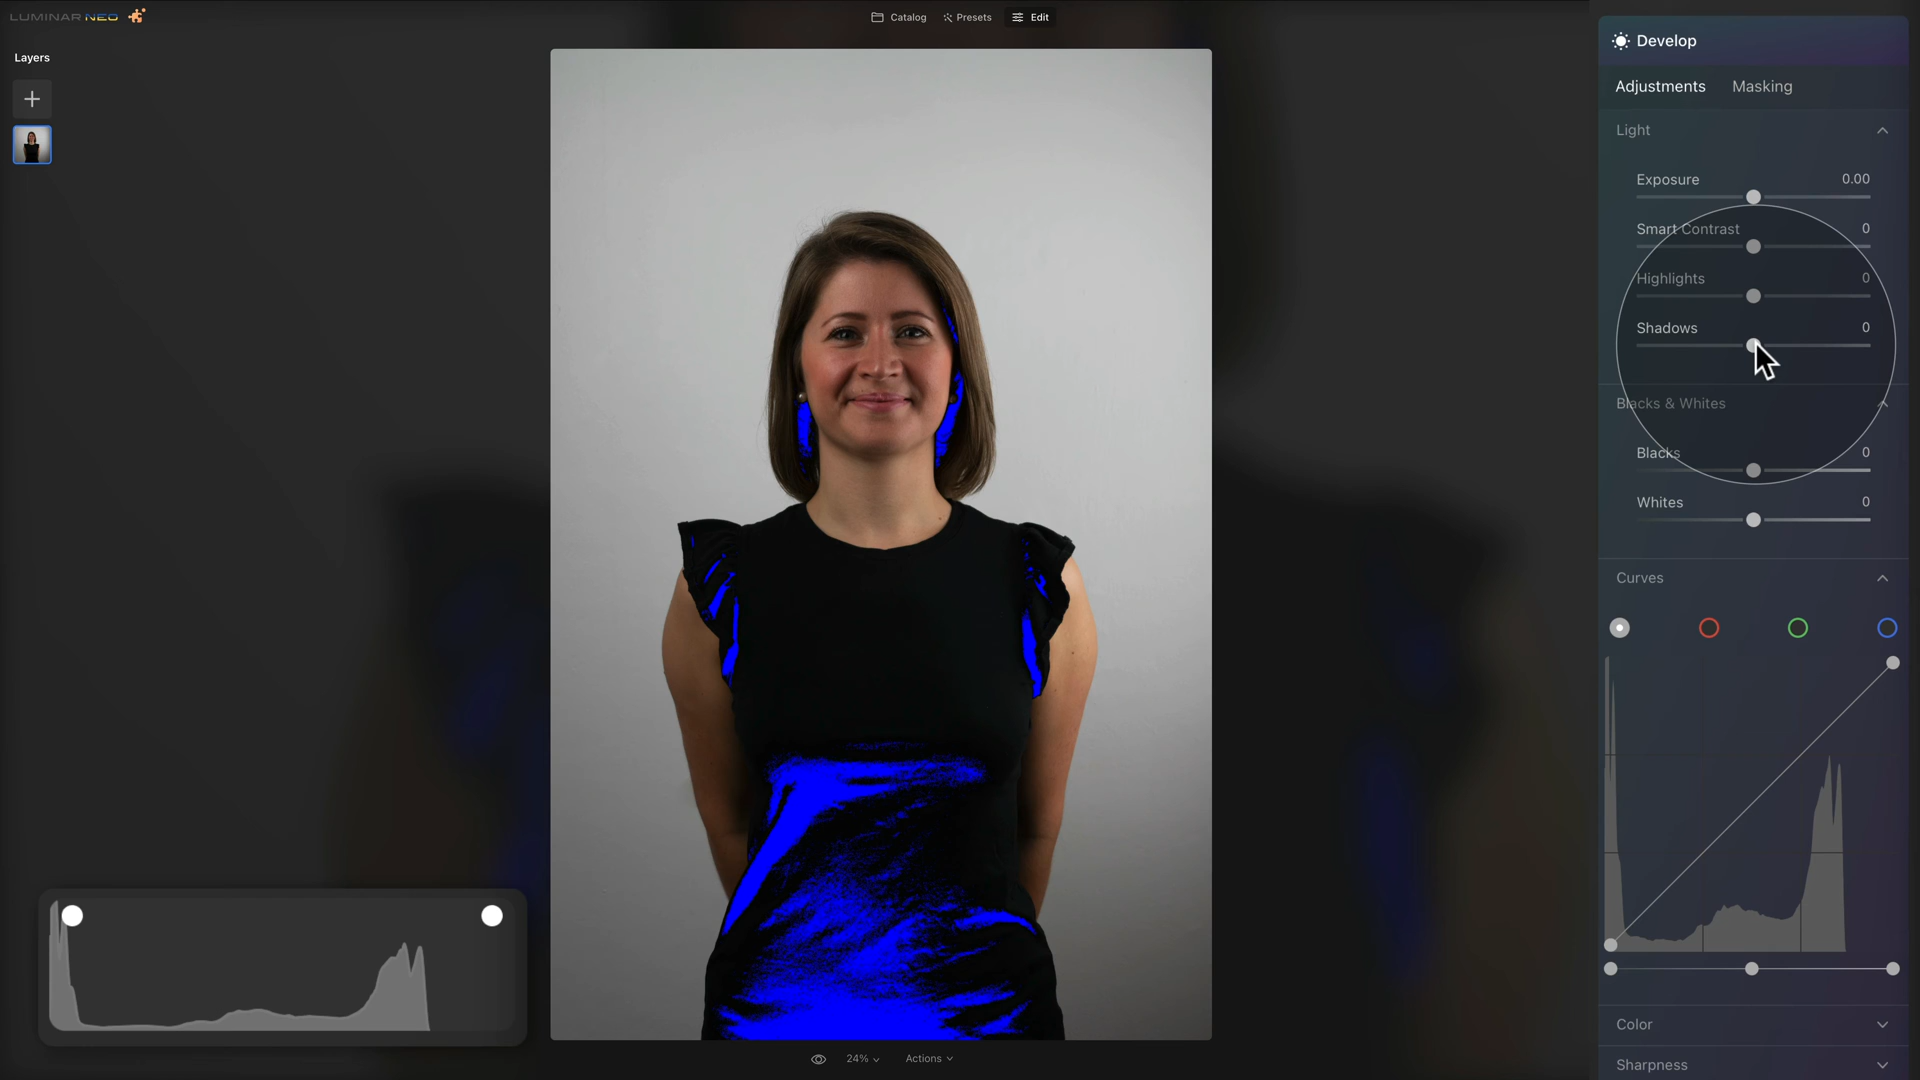 LUMINAR NEO
Catalog
Presets
Edit
Layers
Develop
Adjustments
Masking
Light
Exposure
0.00
Smart Contrast
0
Highlights
0
Shadows
0
Blacks & Whites
Blacks
0
Whites
0
Curves
Color
Sharpness
24%
Actions